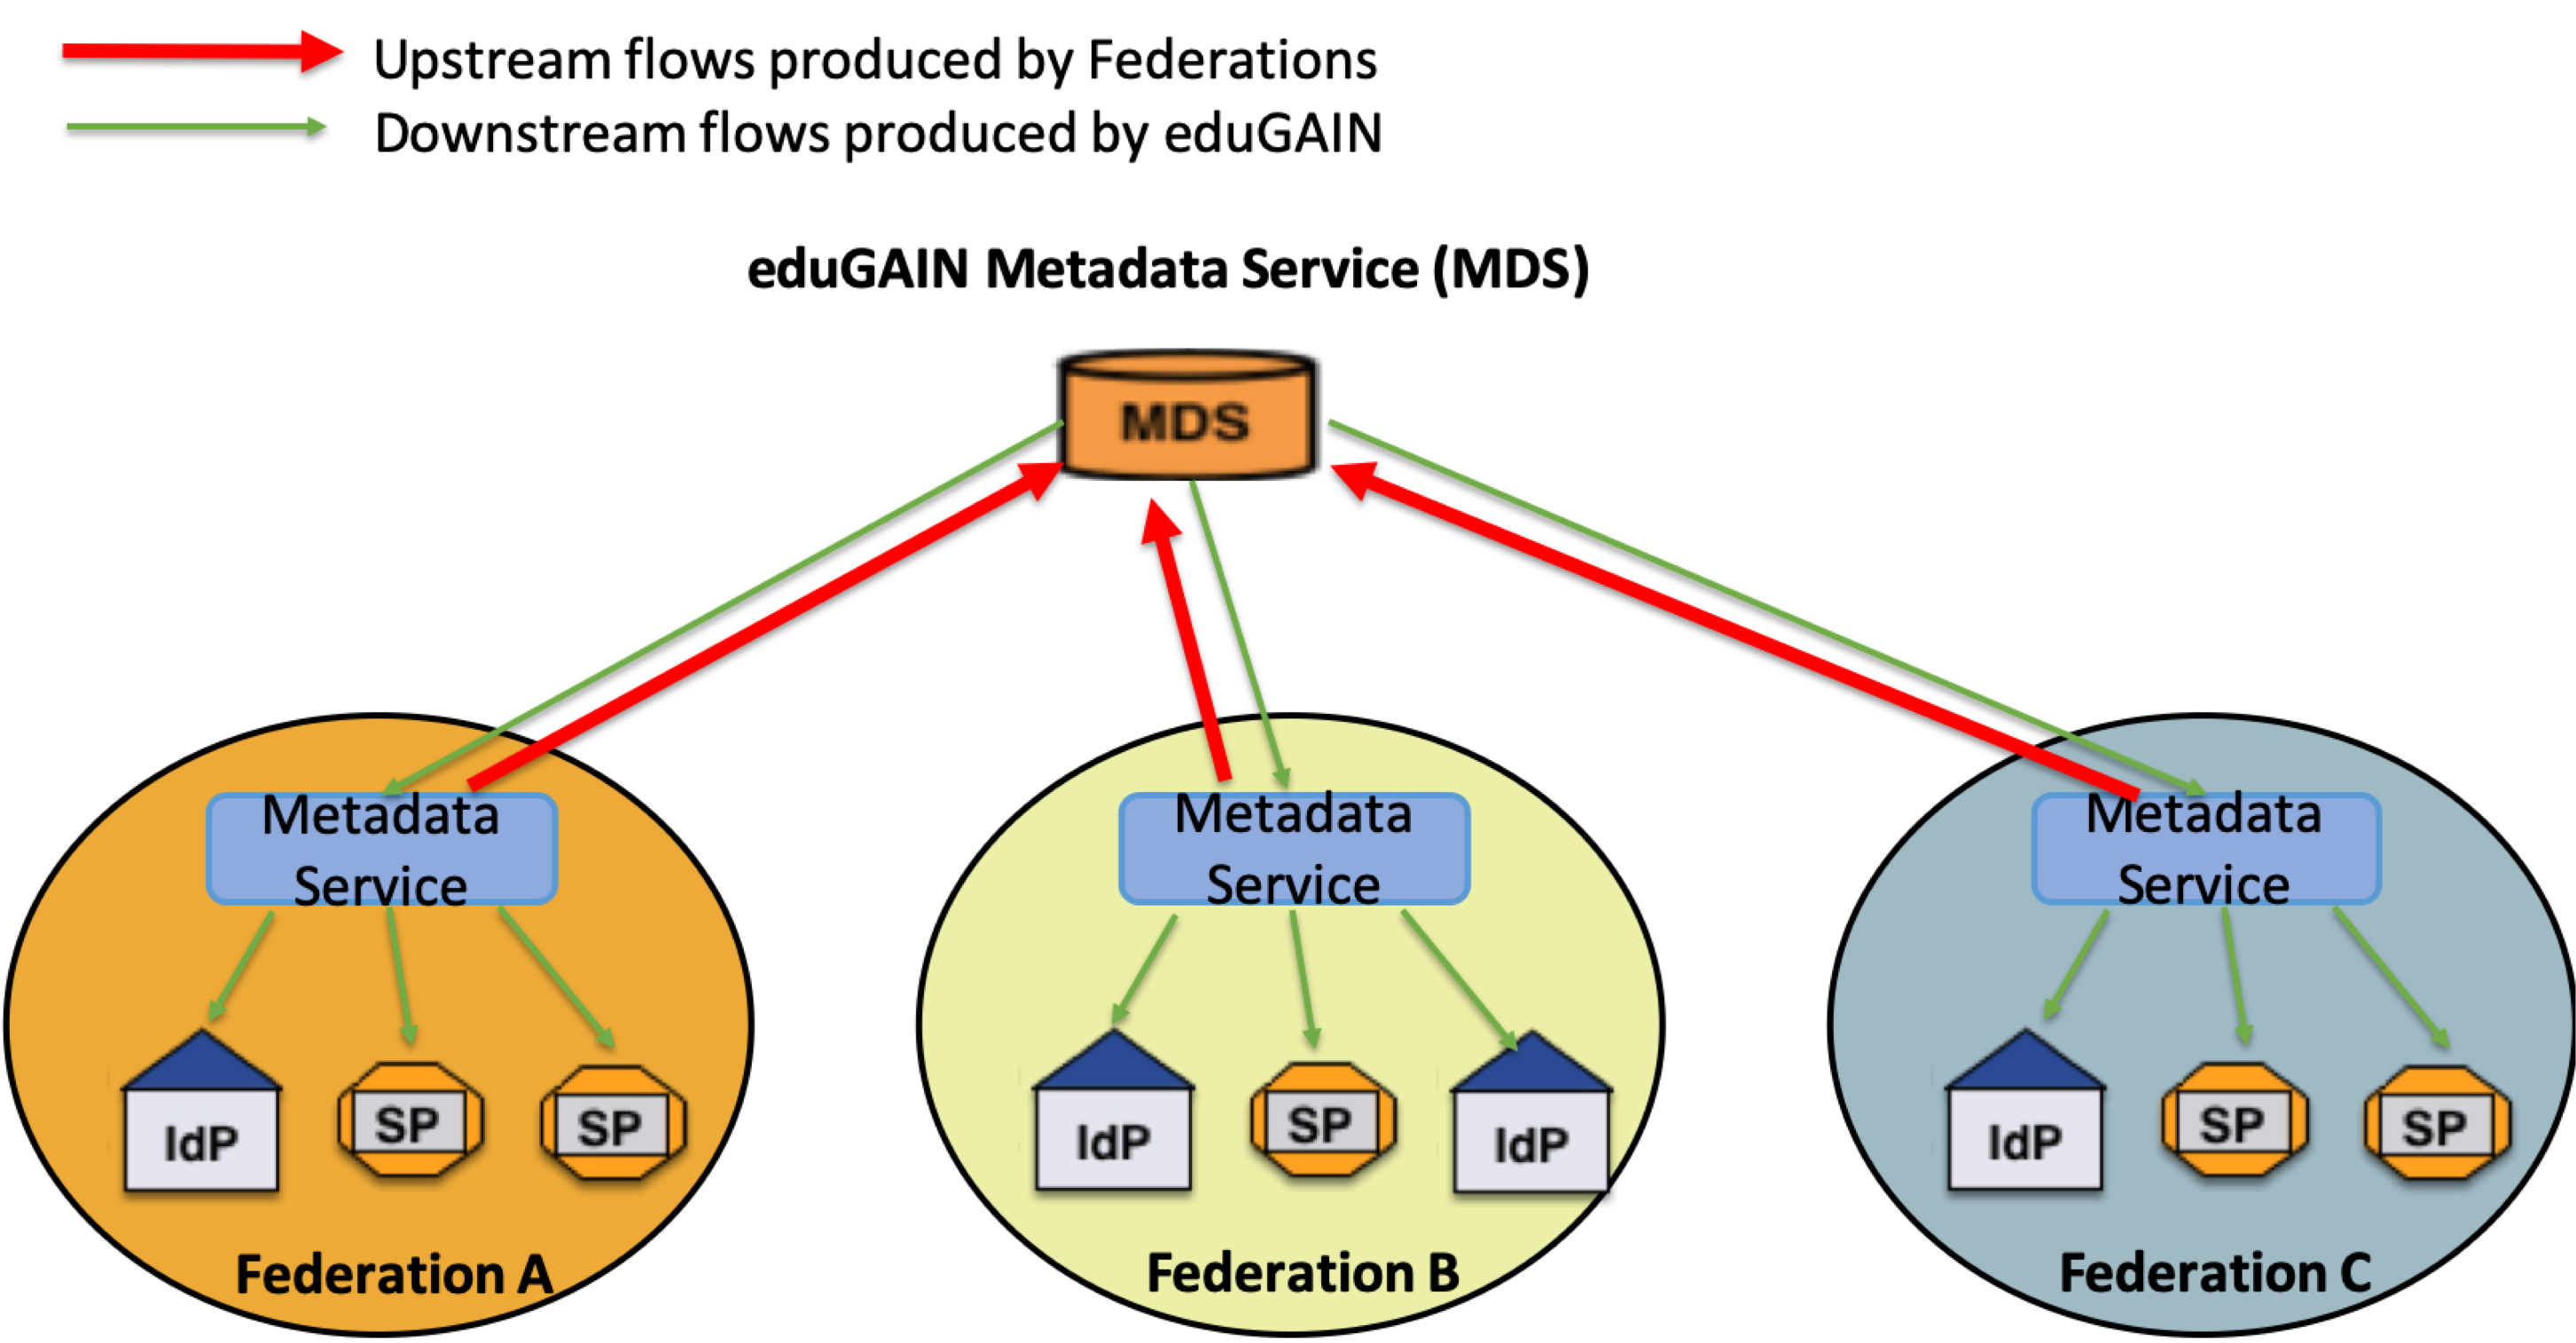 Upstream flows produced by Federations
Downstream flows produced by eduGAIN
eduGAIN Metadata Service (MDS)
MDS
Metadata
Service
Metadata
Service
Metadata
Service
IdP
SP
SP
IdP
SP
IdP
IdP
SP
SP
Federation A
Federation B
Federation C